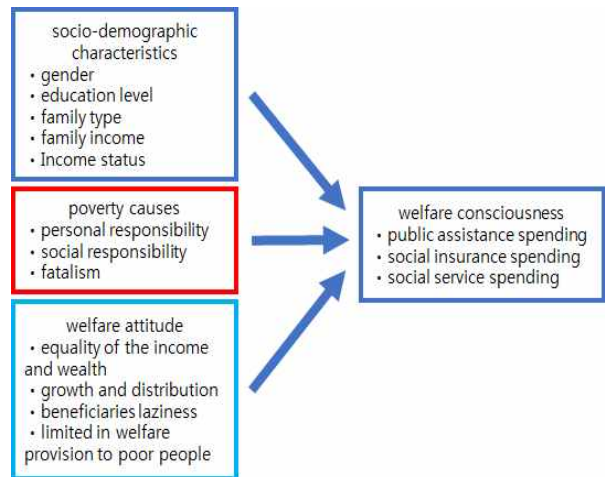 socio-demographic
characteristics
• gender
• education level
• family type
• family income
• Income status
poverty causes
• personal responsibility
• social responsibility
• fatalism
welfare attitude
• equality of the income
and wealth
• growth and distribution
• beneficiaries laziness
• limited in welfare
provision to poor people
welfare consciousness
• public assistance spending
• social insurance spending
• social service spending